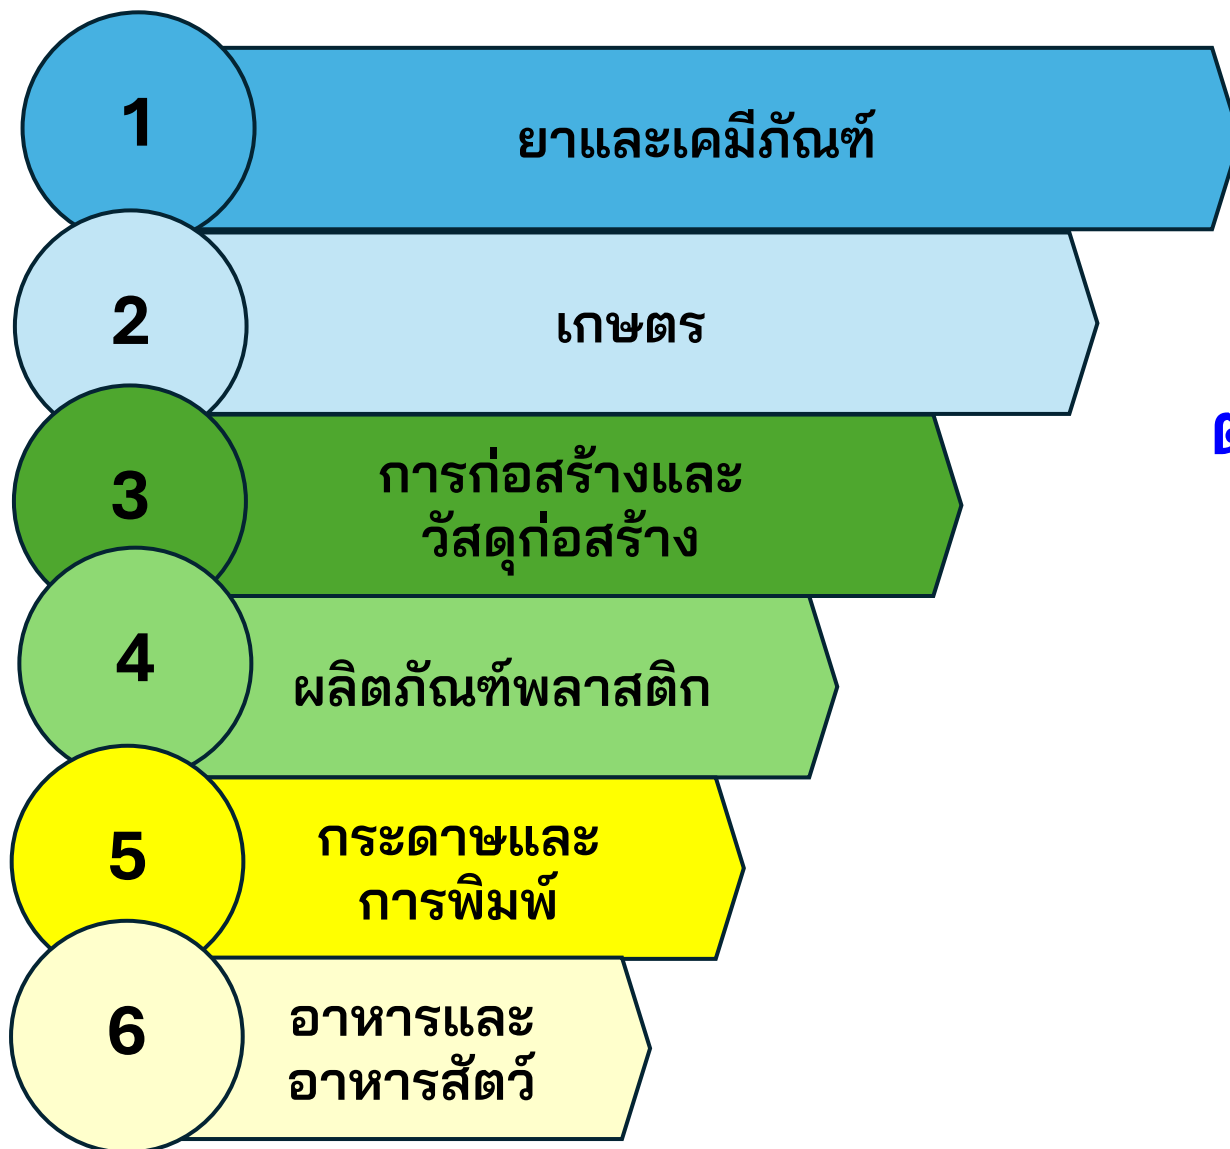 1
ยาและเคมีภัณฑ์
2
เกษตร
3
การก่อสร้างและ
วัสดุก่อสร้าง
4
ผลิตภัณฑ์พลาสติก
5
กระดาษและ
การพิมพ์
6
อาหารและ
อาหารสัตว์